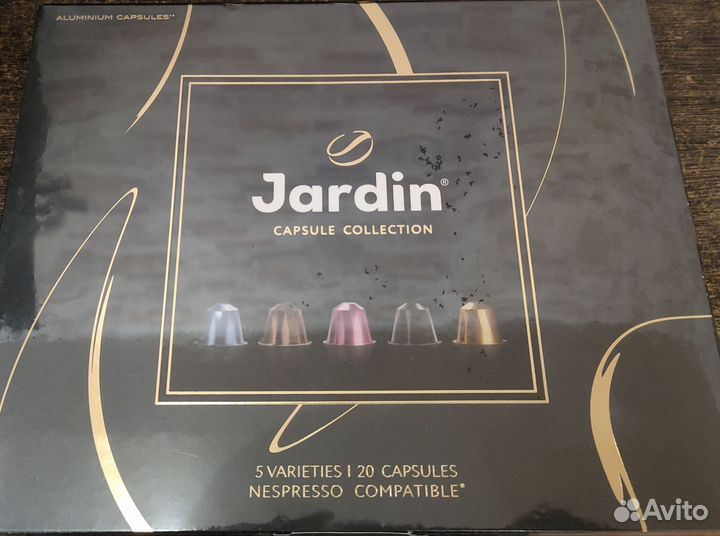 ALUMINIUM CAPSULES**
Jardin®
CAPSULE COLLECTION
5 VARIETIES | 20 CAPSULES
NESPRESSO COMPATIBLE*
Avito